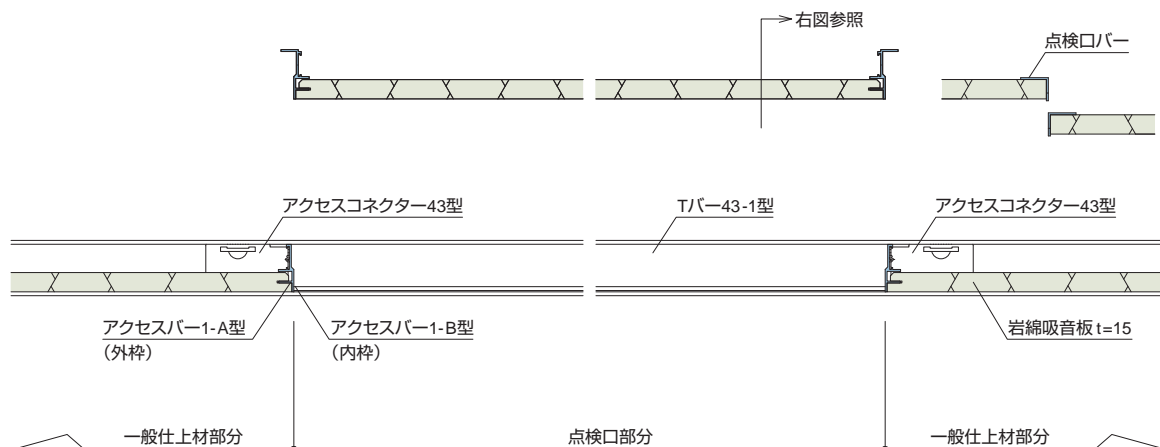 右図参照
点検口バー
アクセスコネクター43型
Tバー43-1型
アクセスコネクター43型
アクセスバー1-A型
（外枠）
アクセスバー1-B型
（内枠）
岩綿吸音板 t=15
一般仕上材部分
点検口部分
一般仕上材部分